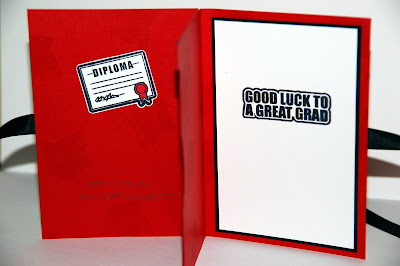 DIPLOMA
GOOD LUCK TO
A GREAT GRAD